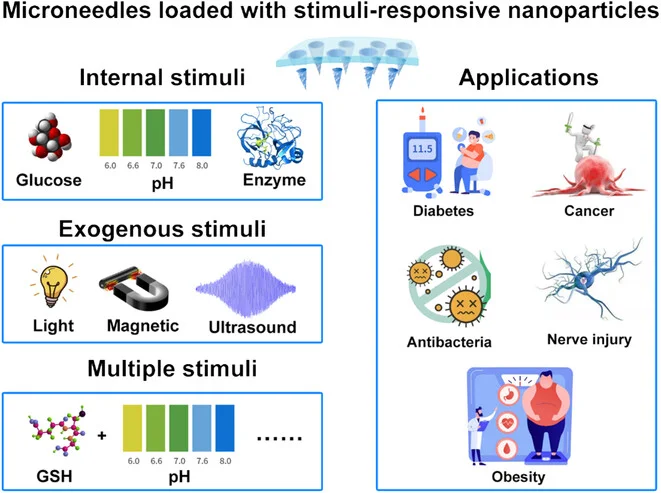 Microneedles loaded with stimuli-responsive nanoparticles
Internal stimuli
Glucose
6.0 6.6 7.0 7.6 8.0
pH
Enzyme
Exogenous stimuli
Light
Magnetic
Ultrasound
Multiple stimuli
GSH
+
6.0 6.6 7.0 7.6 8.0
pH
......
Applications
11.5
Diabetes
Cancer
Antibacteria
Nerve injury
Obesity